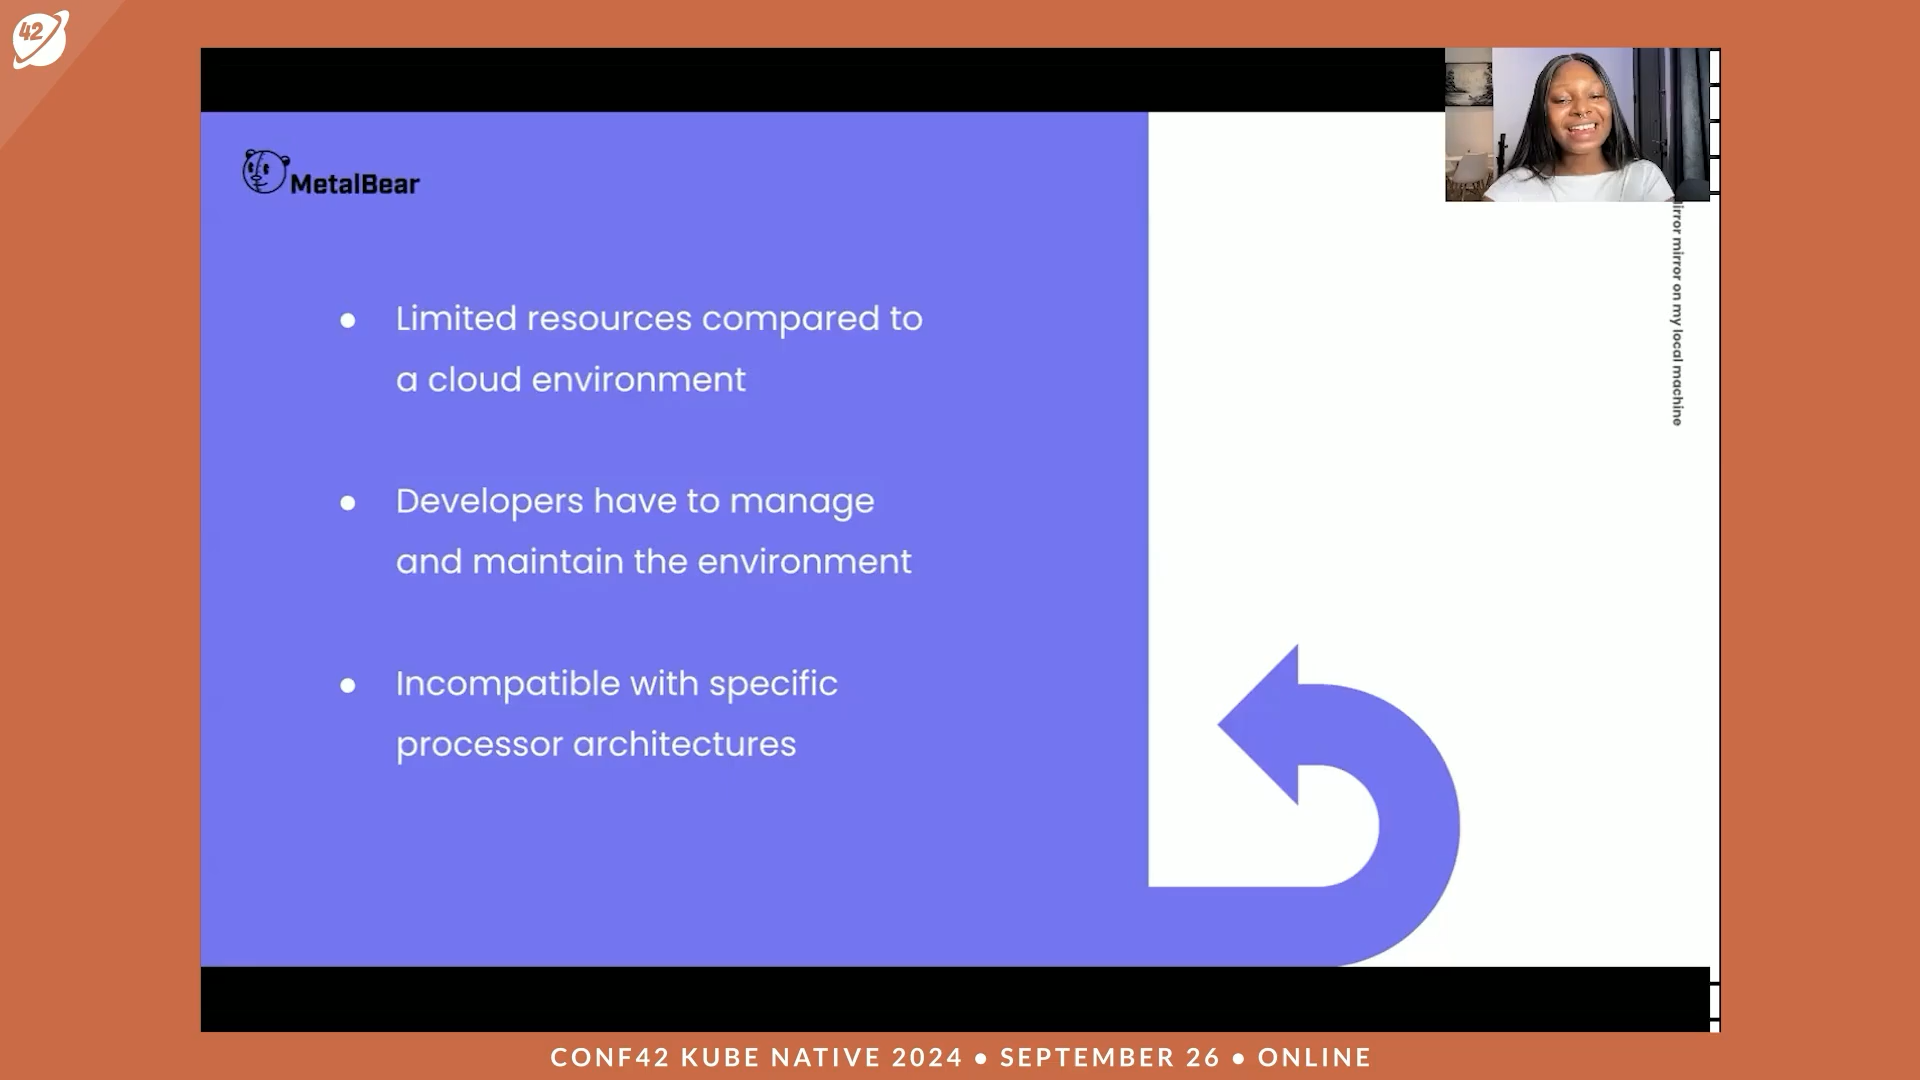 42
MetalBear
• Limited resources compared to
a cloud environment
• Developers have to manage
and maintain the environment
• Incompatible with specific
processor architectures
mirror on my local machine
CONF42 KUBE NATIVE 2024 • SEPTEMBER 26 • ONLINE